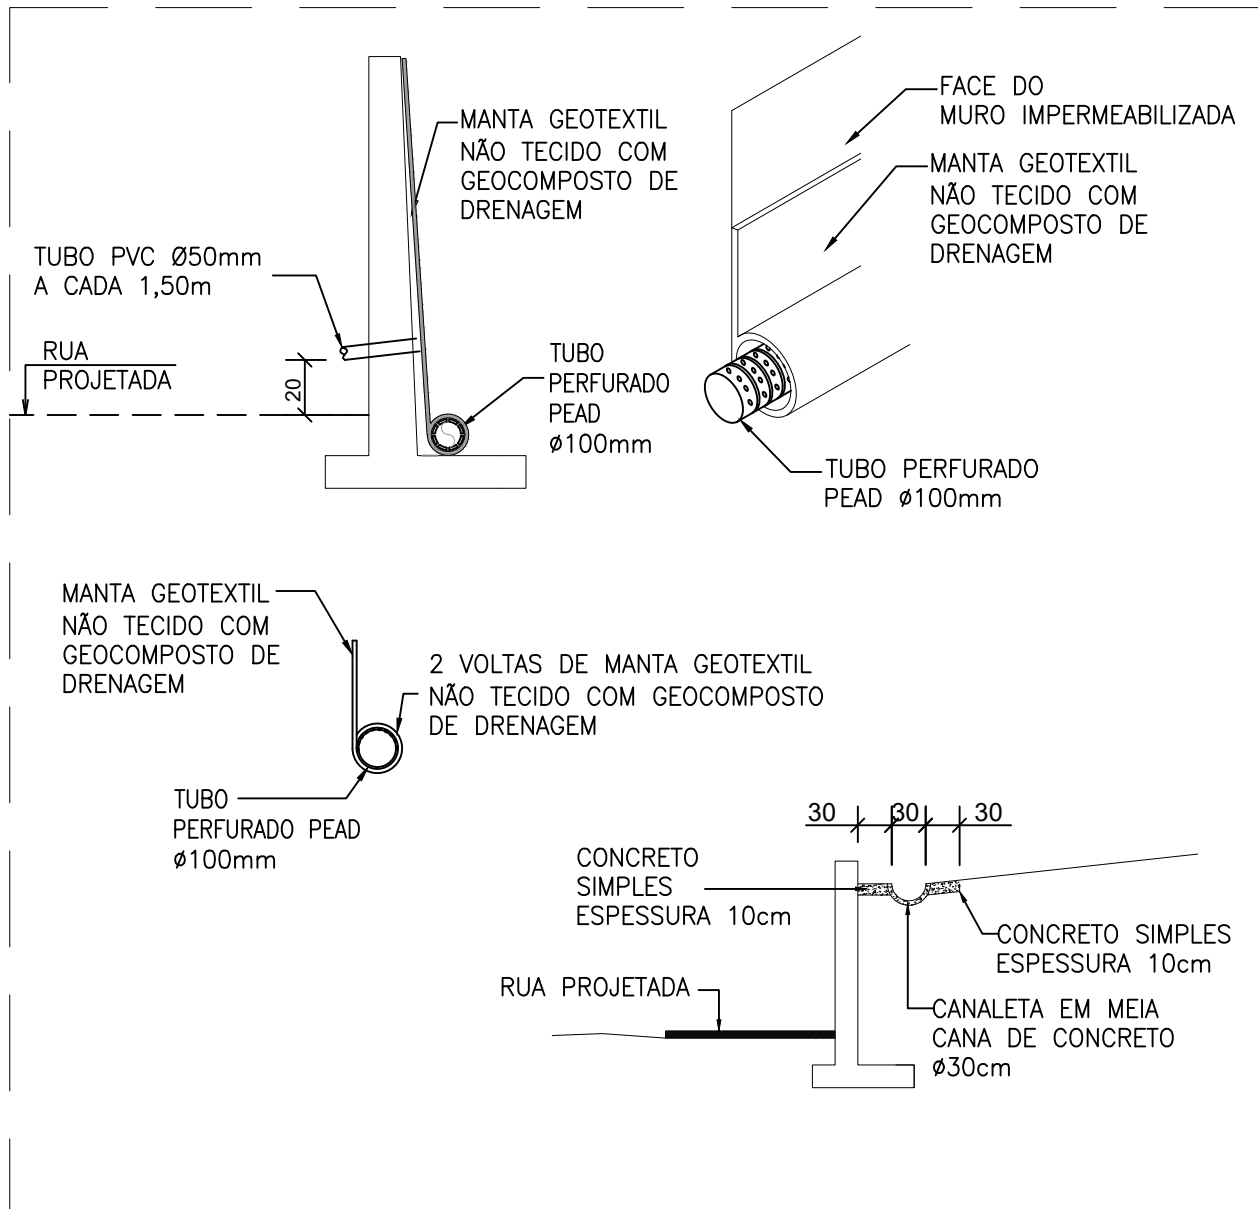 MANTA GEOTEXTIL
NÃO TECIDO COM
GEOCOMPOSTO DE
DRENAGEM
TUBO PVC Ø50mm
A CADA 1,50m
RUA
PROJETADA
20
TUBO
PERFURADO
PEAD
ø100mm
FACE DO
MURO IMPERMEABILIZADA
MANTA GEOTEXTIL
NÃO TECIDO COM
GEOCOMPOSTO DE
DRENAGEM
TUBO PERFURADO
PEAD ø100mm
MANTA GEOTEXTIL
NÃO TECIDO COM
GEOCOMPOSTO DE
DRENAGEM
2 VOLTAS DE MANTA GEOTEXTIL
NÃO TECIDO COM GEOCOMPOSTO
DE DRENAGEM
TUBO
PERFURADO PEAD
ø100mm
30 30 30
CONCRETO
SIMPLES
ESPESSURA 10cm
CONCRETO SIMPLES
ESPESSURA 10cm
RUA PROJETADA
CANALETA EM MEIA
CANA DE CONCRETO
ø30cm